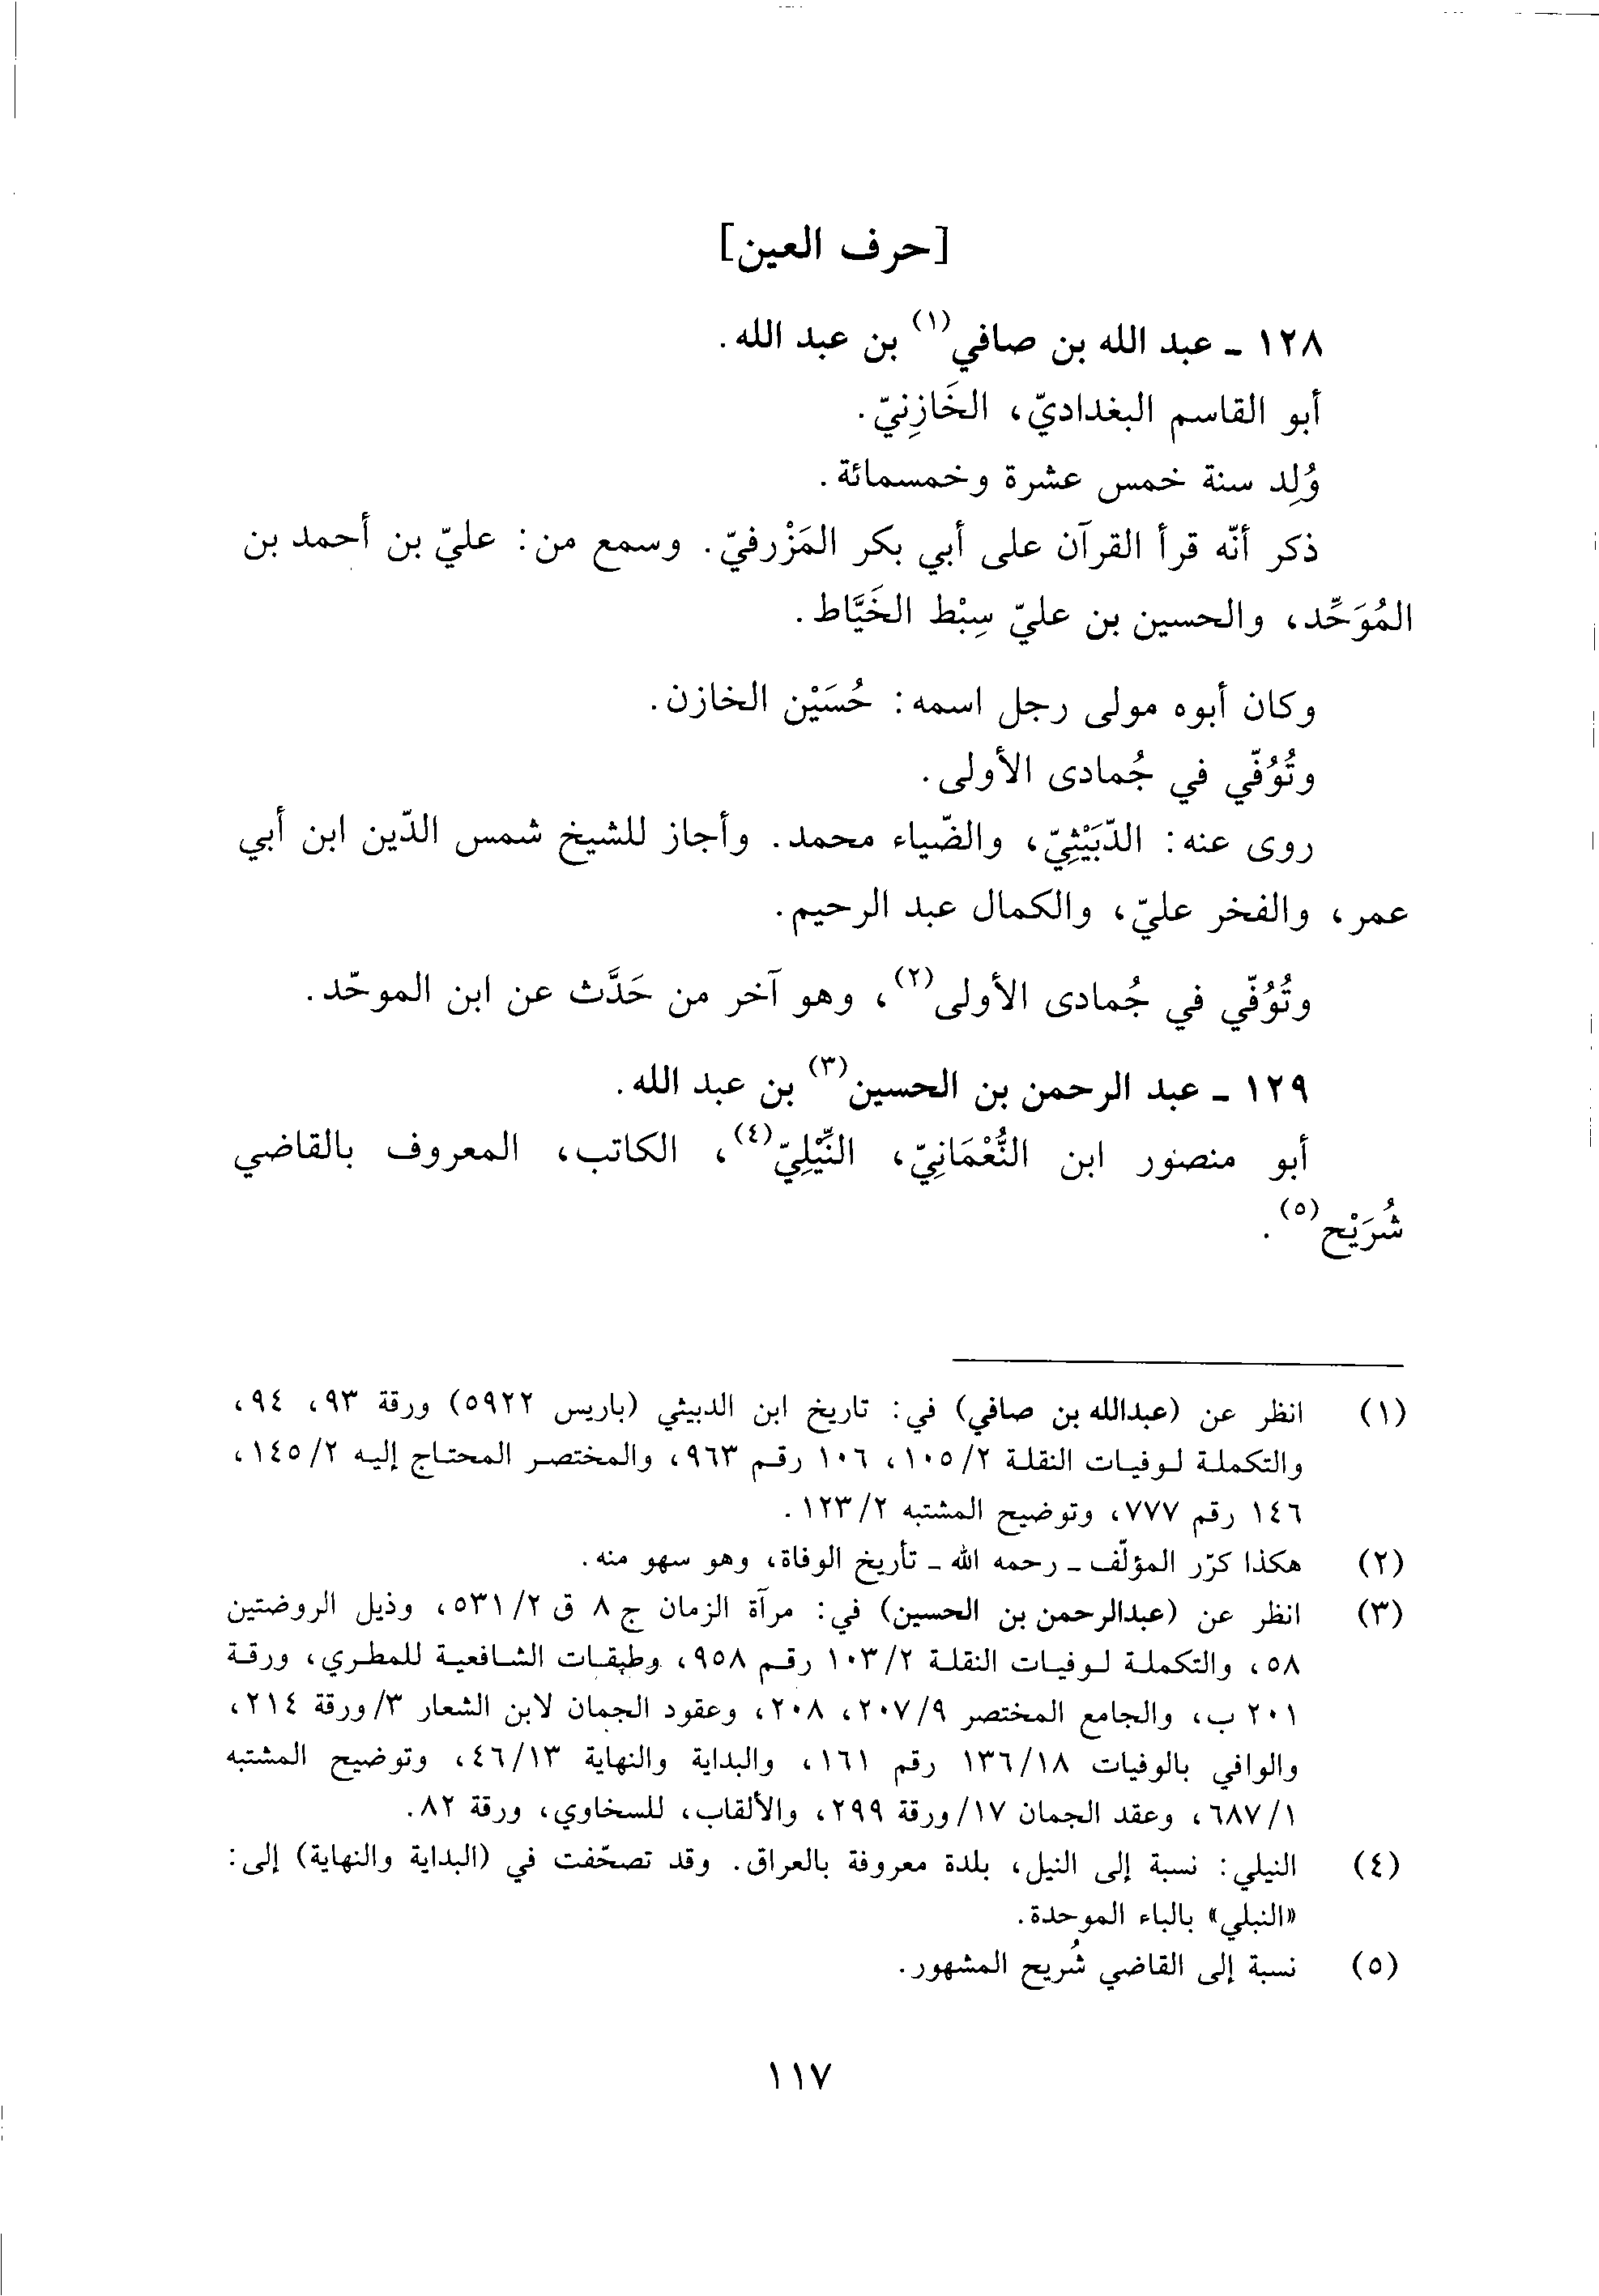 [حرف العين]
١٢٨ ـ عبد الله بن صافي(١) بن عبد الله.
أبو القاسم البغداديّ، الخَازِنيّ.
وُلِد سنة خمس عشرة وخمسمائة.
ذكر أنّه قرأ القرآن على أبي بكر المَزْرفيّ. وسمع من: عليّ بن أحمد بن
المُوَحِّد، والحسين بن عليّ سِبْط الخَيَّاط.
وكان أبوه مولى رجل اسمه: حُسَيْن الخازن.
وتُوُفّي في جُمادى الأولى.
روى عنه: الدّبَيْثِيّ، والضّياء محمد. وأجاز للشيخ شمس الدّين ابن أبي
عمر، والفخر عليّ، والكمال عبد الرحيم.
وتُوُفّي في جُمادى الأولى(٢)، وهو آخر من حَدَّث عن ابن الموحّد.
١٢٩ ـ عبد الرحمن بن الحسين(٣) بن عبد الله.
أبو منصور ابن النُّعْمَانِيّ، النِّيْلِيّ(٤)، الكاتب، المعروف بالقاضي
شُرَيْح(٥).
(١) انظر عن (عبدالله بن صافي) في: تاريخ ابن الدبيثي (باريس ٥٩٢٢) ورقة ٩٣، ٩٤،
والتكملة لوفيات النقلة ٢/١٠٥، ١٠٦ رقم ٩٦٣، والمختصر المحتاج إليه ٢/١٤٥،
١٤٦ رقم ٧٧٧، وتوضيح المشتبه ٢/١٢٣.
(٢) هكذا كرّر المؤلّف ـ رحمه الله ـ تأريخ الوفاة، وهو سهو منه.
(٣) انظر عن (عبدالرحمن بن الحسين) في: مرآة الزمان ج ٨ ق ٢/٥٣١، وذيل الروضتين
٥٨، والتكملة لوفيات النقلة ٢/١٠٣ رقم ٩٥٨، وطبقات الشافعية للمطري، ورقة
٢٠١ ب، والجامع المختصر ٩/٢٠٧، ٢٠٨، وعقود الجمان لابن الشعار ٣/ورقة ٢١٤،
والوافي بالوفيات ١٨/١٣٦ رقم ١٦١، والبداية والنهاية ١٣/٤٦، وتوضيح المشتبه
١/٦٨٧، وعقد الجمان ١٧/ورقة ٢٩٩، والألقاب، للسخاوي، ورقة ٨٢.
(٤) النيلي: نسبة إلى النيل، بلدة معروفة بالعراق. وقد تصحّفت في (البداية والنهاية) إلى:
«النبلي» بالباء الموحدة.
(٥) نسبة إلى القاضي شُريح المشهور.
١١٧